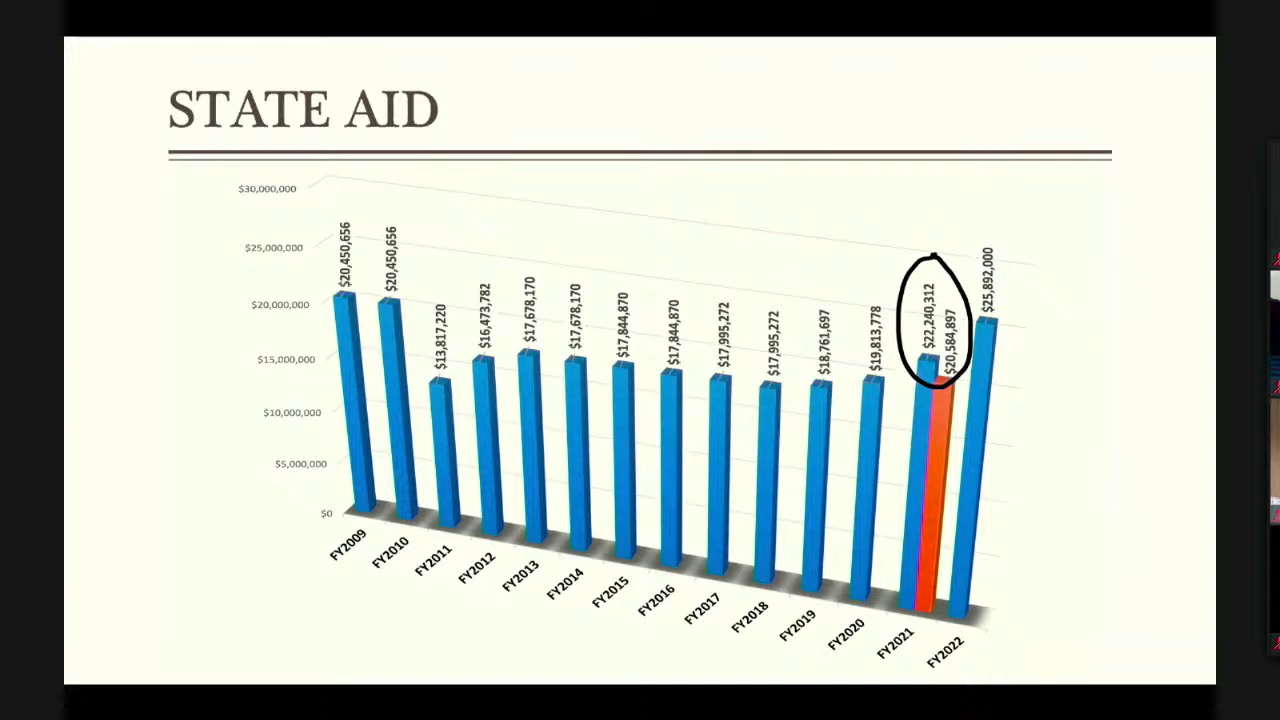 STATE AID
$30,000,000
$25,000,000
$20,000,000
$15,000,000
$10,000,000
$5,000,000
$0
$20,450,656
$20,450,656
$13,817,220
$16,473,782
$17,678,170
$17,678,170
$17,844,870
$17,844,870
$17,995,272
$17,995,272
$18,761,697
$19,813,778
$22,240,312
$20,584,897
$25,892,000
FY2009
FY2010
FY2011
FY2012
FY2013
FY2014
FY2015
FY2016
FY2017
FY2018
FY2019
FY2020
FY2021
FY2022